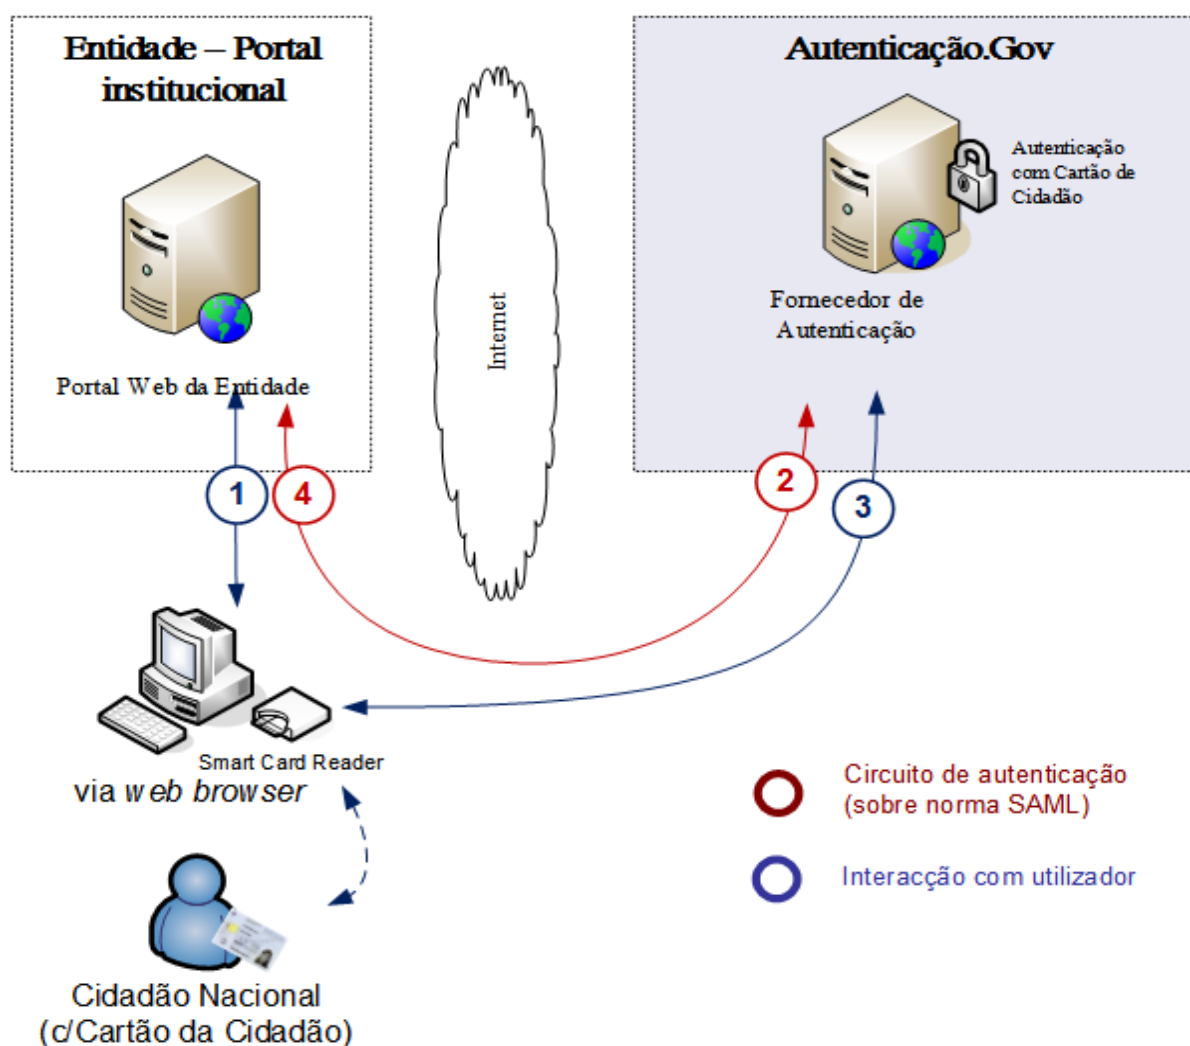 Entidade – Portal
institucional
Portal Web da Entidade
Internet
Autenticação.Gov
Autenticação
com Cartão de
Cidadão
Fornecedor de
Autenticação
1
4
2
3
Smart Card Reader
via web browser
Circuito de autenticação
(sobre norma SAML)
Interacção com utilizador
Cidadão Nacional
(c/Cartão da Cidadão)